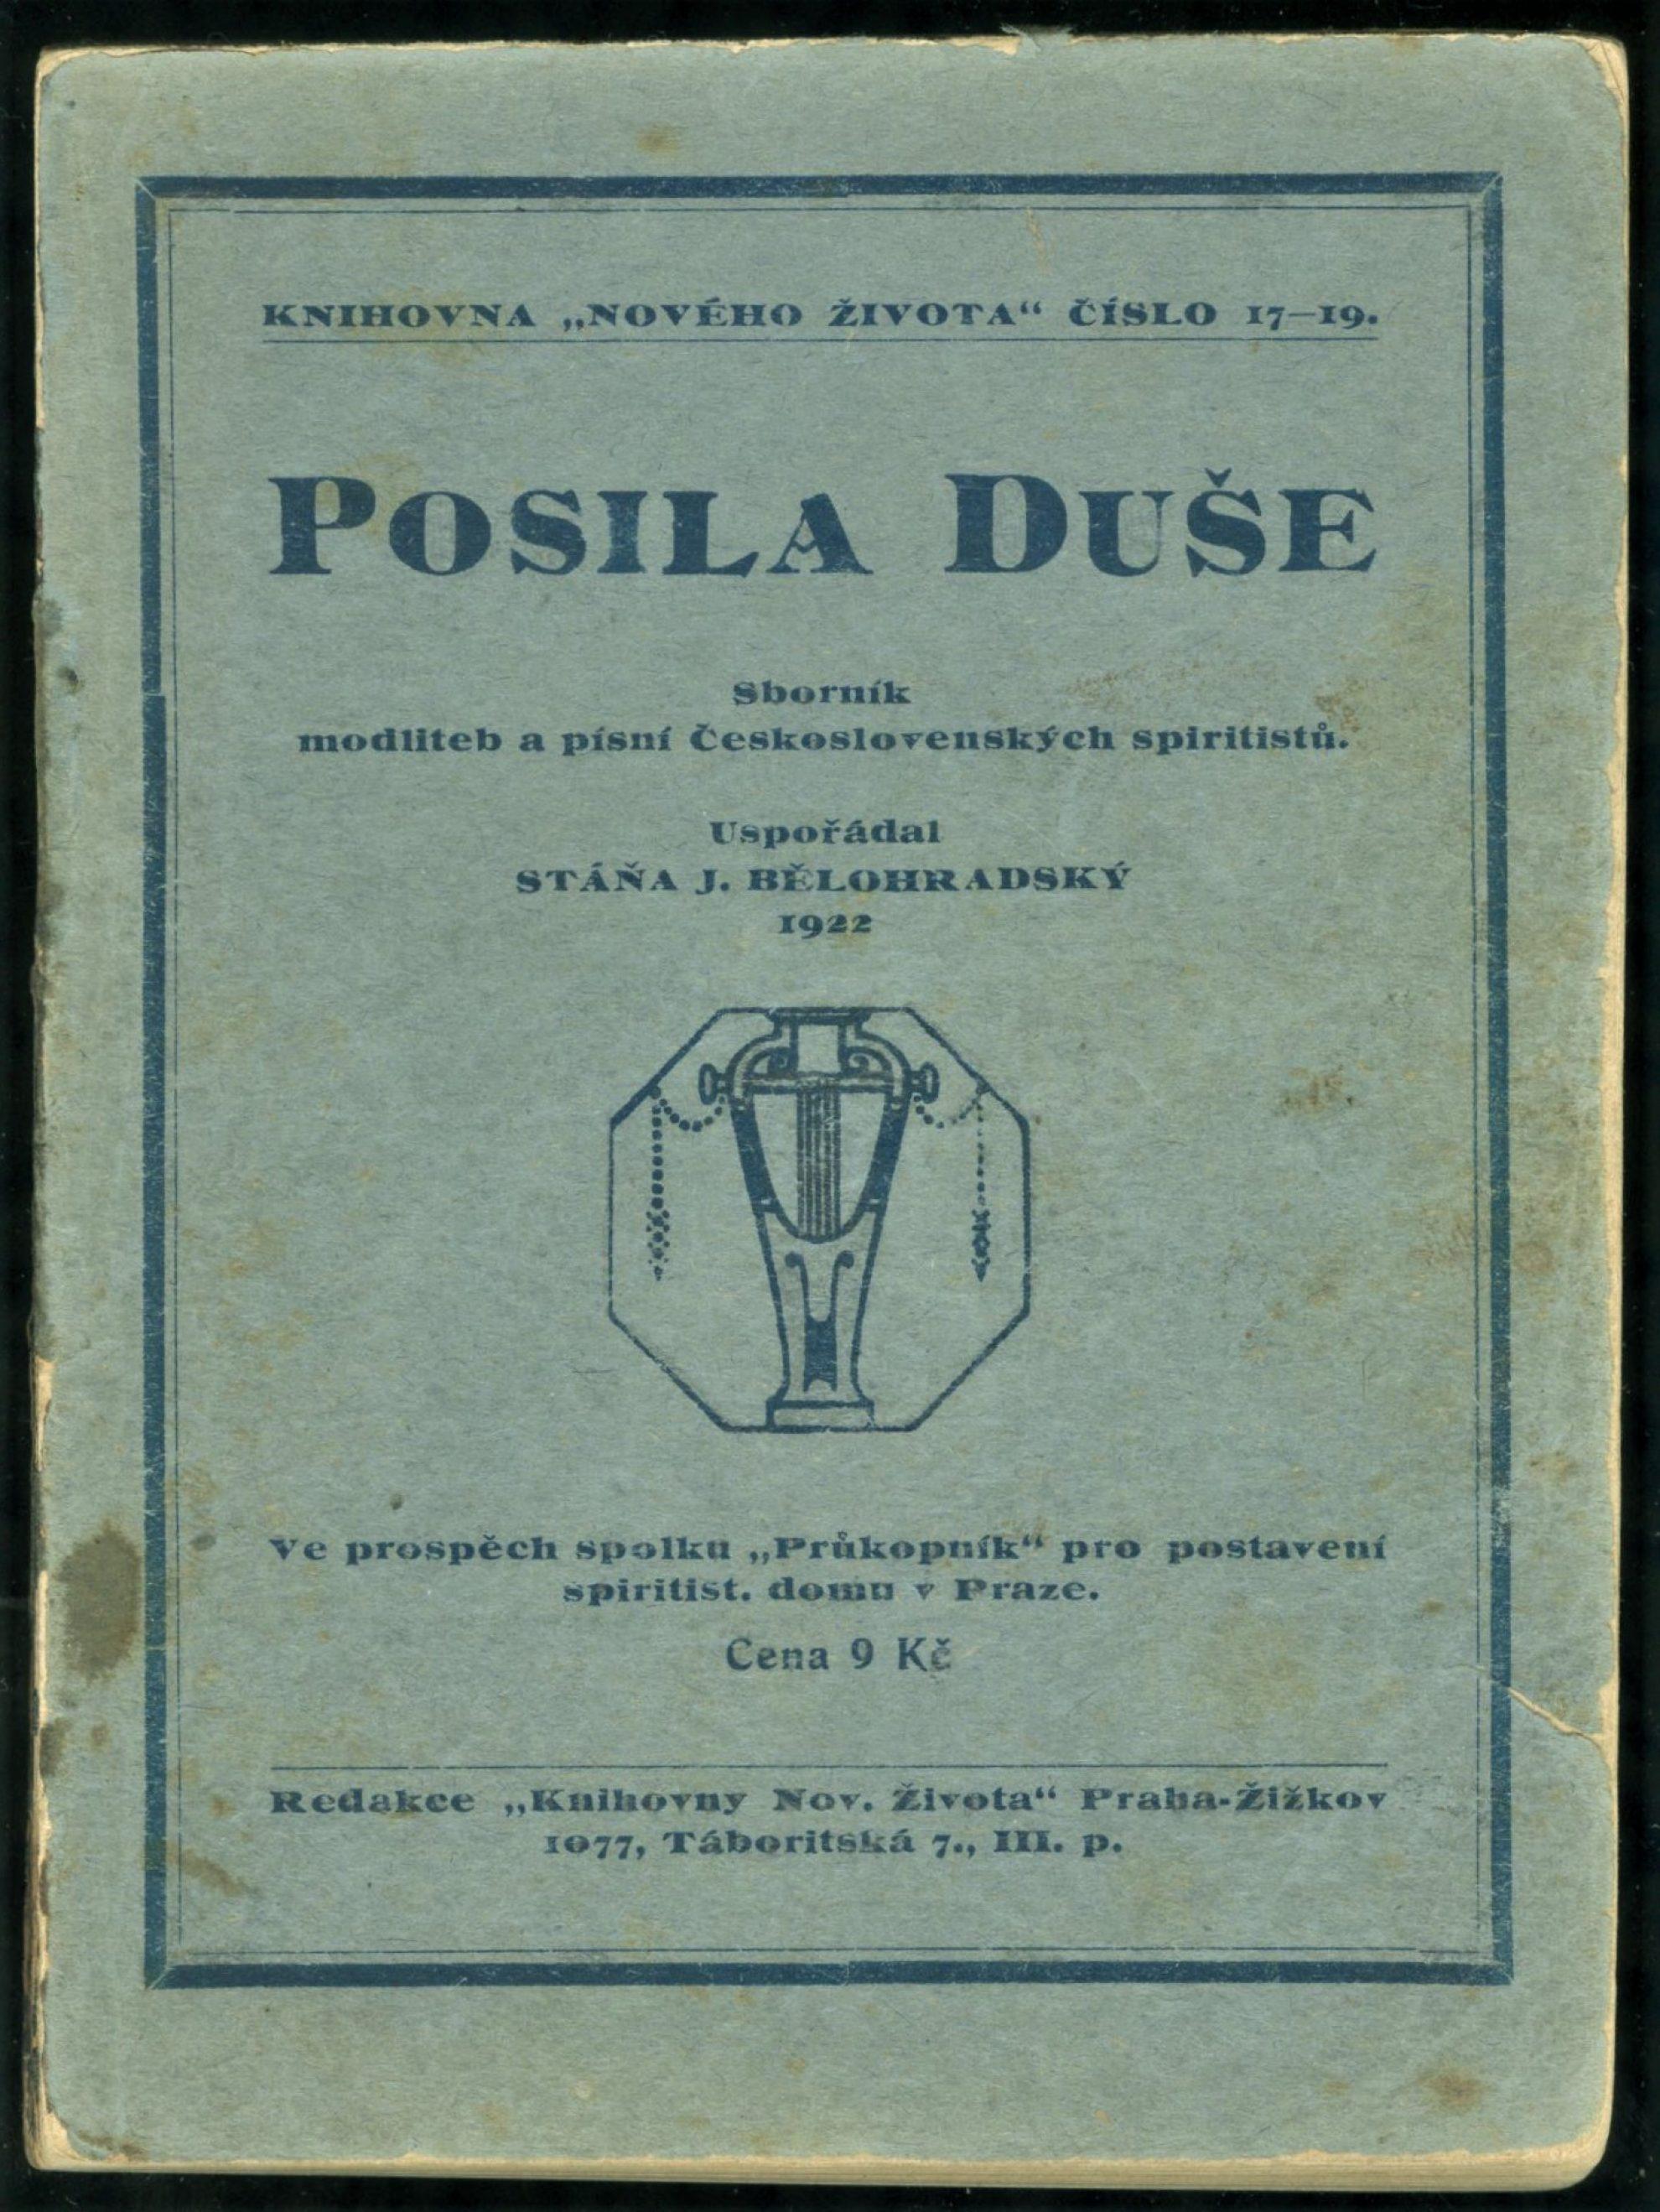 KNIHOVNA „NOVÉHO ŽIVOTA“ ČÍSLO 17–19.
POSILA DUŠE
Sborník
modliteb a písní Československých spiritistů.
Uspořádal
STÁŇA J. BĚLOHRADSKÝ
1922
Ve prospěch spolku „Průkopník“ pro postavení
spiritist. domu v Praze.
Cena 9 Kč
Redakce „Knihovny Nov. Života“ Praha-Žižkov
1077, Táboritská 7., III. p.